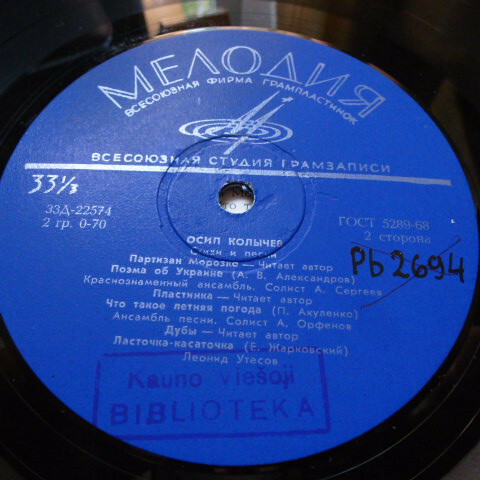 МЕЛОДИЯ
ВСЕСОЮЗНАЯ ФИРМА ГРАМПЛАСТИНОК
ВСЕСОЮЗНАЯ СТУДИЯ ГРАМЗАПИСИ
33⅓
33Д-22574
2 гр. 0-70
ГОСТ 5289-68
2 сторона
РЬ2694
ОСИП КОЛЫЧЕВ
Стихи и песни
Партизан Морозко — Читает автор
Поэма об Украине (А. В. Александров)
Краснознаменный ансамбль. Солист А. Сергеев
Пластинка — Читает автор
Что такое летняя погода (П. Акуленко)
Ансамбль песни. Солист А. Орфенов
Дубы — Читает автор
Ласточка-касаточка (Е. Жарковский)
Леонид Утесов
Kauno viešoji
BIBLIOTEKA